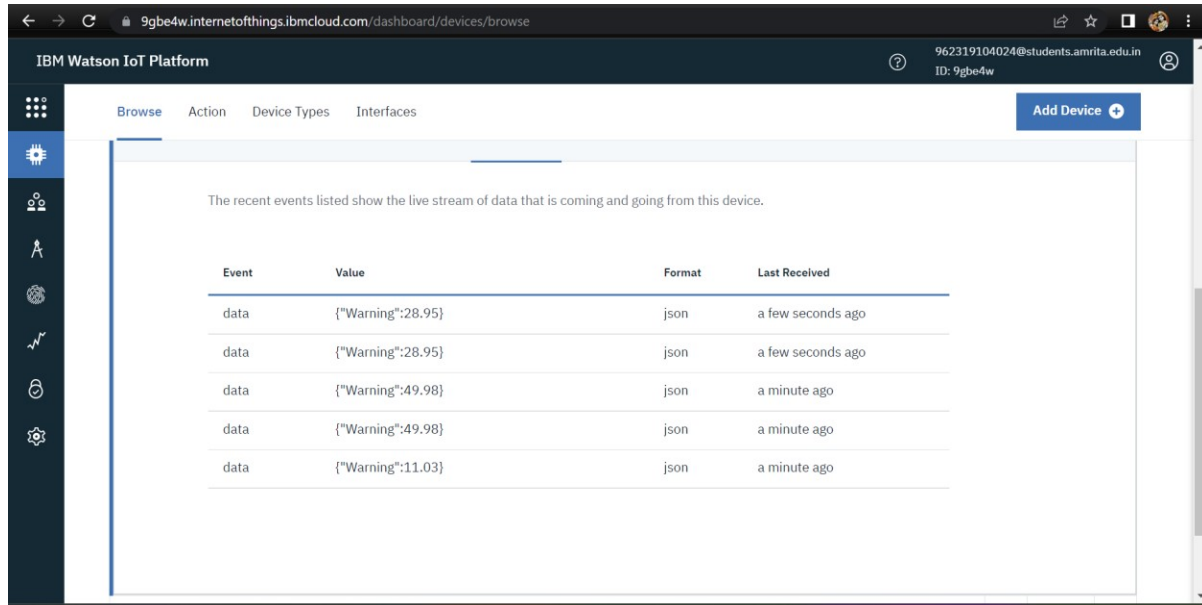 9gbe4w.internetofthings.ibmcloud.com/dashboard/devices/browse
IBM Watson IoT Platform
962319104024@students.amrita.edu.in
ID: 9gbe4w
Browse Action Device Types Interfaces Add Device
The recent events listed show the live stream of data that is coming and going from this device.
Event Value Format Last Received
data {"Warning":28.95} json a few seconds ago
data {"Warning":28.95} json a few seconds ago
data {"Warning":49.98} json a minute ago
data {"Warning":49.98} json a minute ago
data {"Warning":11.03} json a minute ago